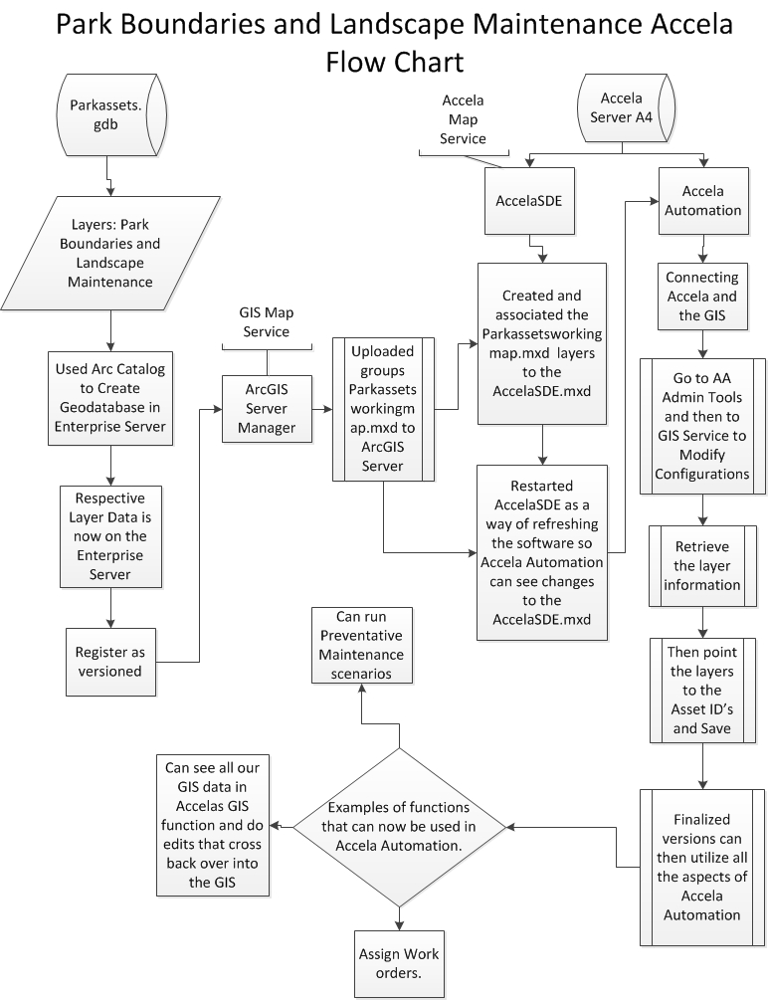 Park Boundaries and Landscape Maintenance Accela
Flow Chart
Parkassets.
gdb
Layers: Park
Boundaries and
Landscape
Maintenance
Used Arc Catalog
to Create
Geodatabase in
Enterprise Server
Respective
Layer Data is
now on the
Enterprise
Server
Register as
versioned
GIS Map
Service
ArcGIS
Server
Manager
Uploaded
groups
Parkassets
workingm
ap.mxd to
ArcGIS
Server
Accela
Map
Service
Accela
Server A4
AccelaSDE
Created and
associated the
Parkassetsworking
map.mxd  layers
to the
AccelaSDE.mxd
Restarted
AccelaSDE as a
way of refreshing
the software so
Accela Automation
can see changes
to the
AccelaSDE.mxd
Accela
Automation
Connecting
Accela and
the GIS
Go to AA
Admin Tools
and then to
GIS Service to
Modify
Configurations
Retrieve
the layer
information
Then point
the layers
to the
Asset ID’s
and Save
Finalized
versions can
then utilize all
the aspects of
Accela
Automation
Examples of functions
that can now be used in
Accela Automation.
Can run
Preventative
Maintenance
scenarios
Can see all our
GIS data in
Accelas GIS
function and do
edits that cross
back over into
the GIS
Assign Work
orders.